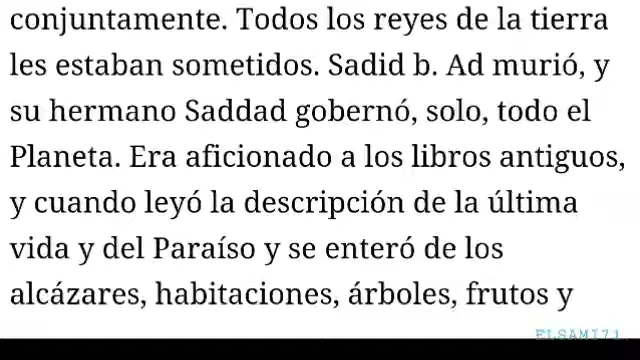 conjuntamente. Todos los reyes de la tierra
les estaban sometidos. Sadid b. Ad murió, y
su hermano Saddad gobernó, solo, todo el
Planeta. Era aficionado a los libros antiguos,
y cuando leyó la descripción de la última
vida y del Paraíso y se enteró de los
alcázares, habitaciones, árboles, frutos y
ELSAMI71